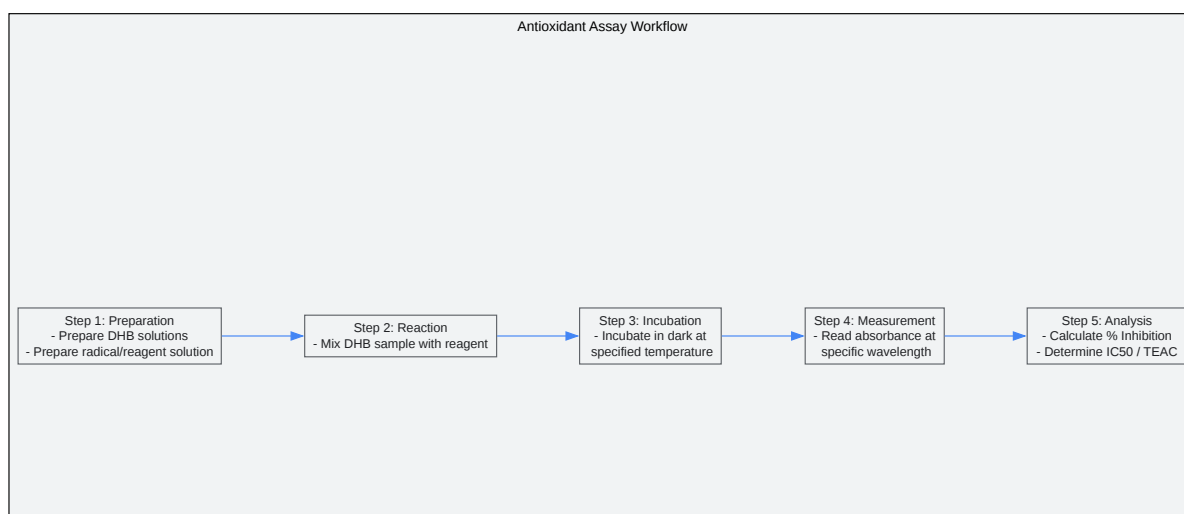 Antioxidant Assay Workflow
Step 1: Preparation
- Prepare DHB solutions
- Prepare radical/reagent solution
Step 2: Reaction
- Mix DHB sample with reagent
Step 3: Incubation
- Incubate in dark at
specified temperature
Step 4: Measurement
- Read absorbance at
specific wavelength
Step 5: Analysis
- Calculate % Inhibition
- Determine IC50 / TEAC